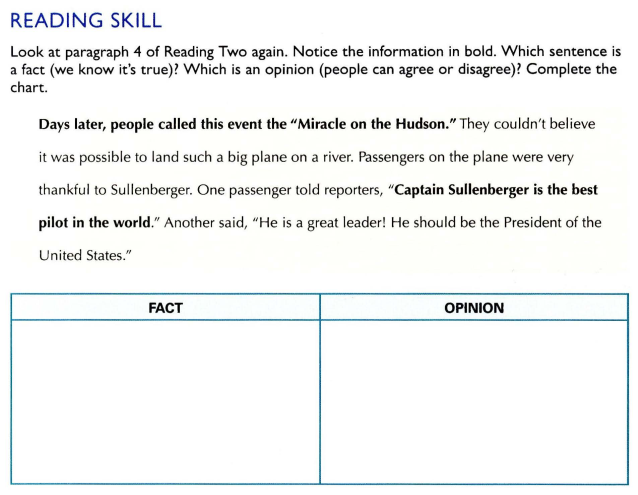 READING SKILL
Look at paragraph 4 of Reading Two again. Notice the information in bold. Which sentence is
a fact (we know it's true)? Which is an opinion (people can agree or disagree)? Complete the
chart.
Days later, people called this event the “Miracle on the Hudson.” They couldn't believe
it was possible to land such a big plane on a river. Passengers on the plane were very
thankful to Sullenberger. One passenger told reporters, “Captain Sullenberger is the best
pilot in the world.” Another said, “He is a great leader! He should be the President of the
United States.”
FACT OPINION